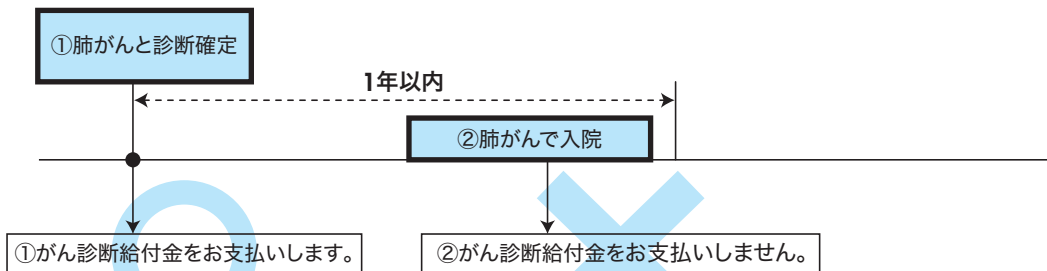 ①肺がんと診断確定
1年以内
②肺がんで入院
①がん診断給付金をお支払いします。
②がん診断給付金をお支払いしません。